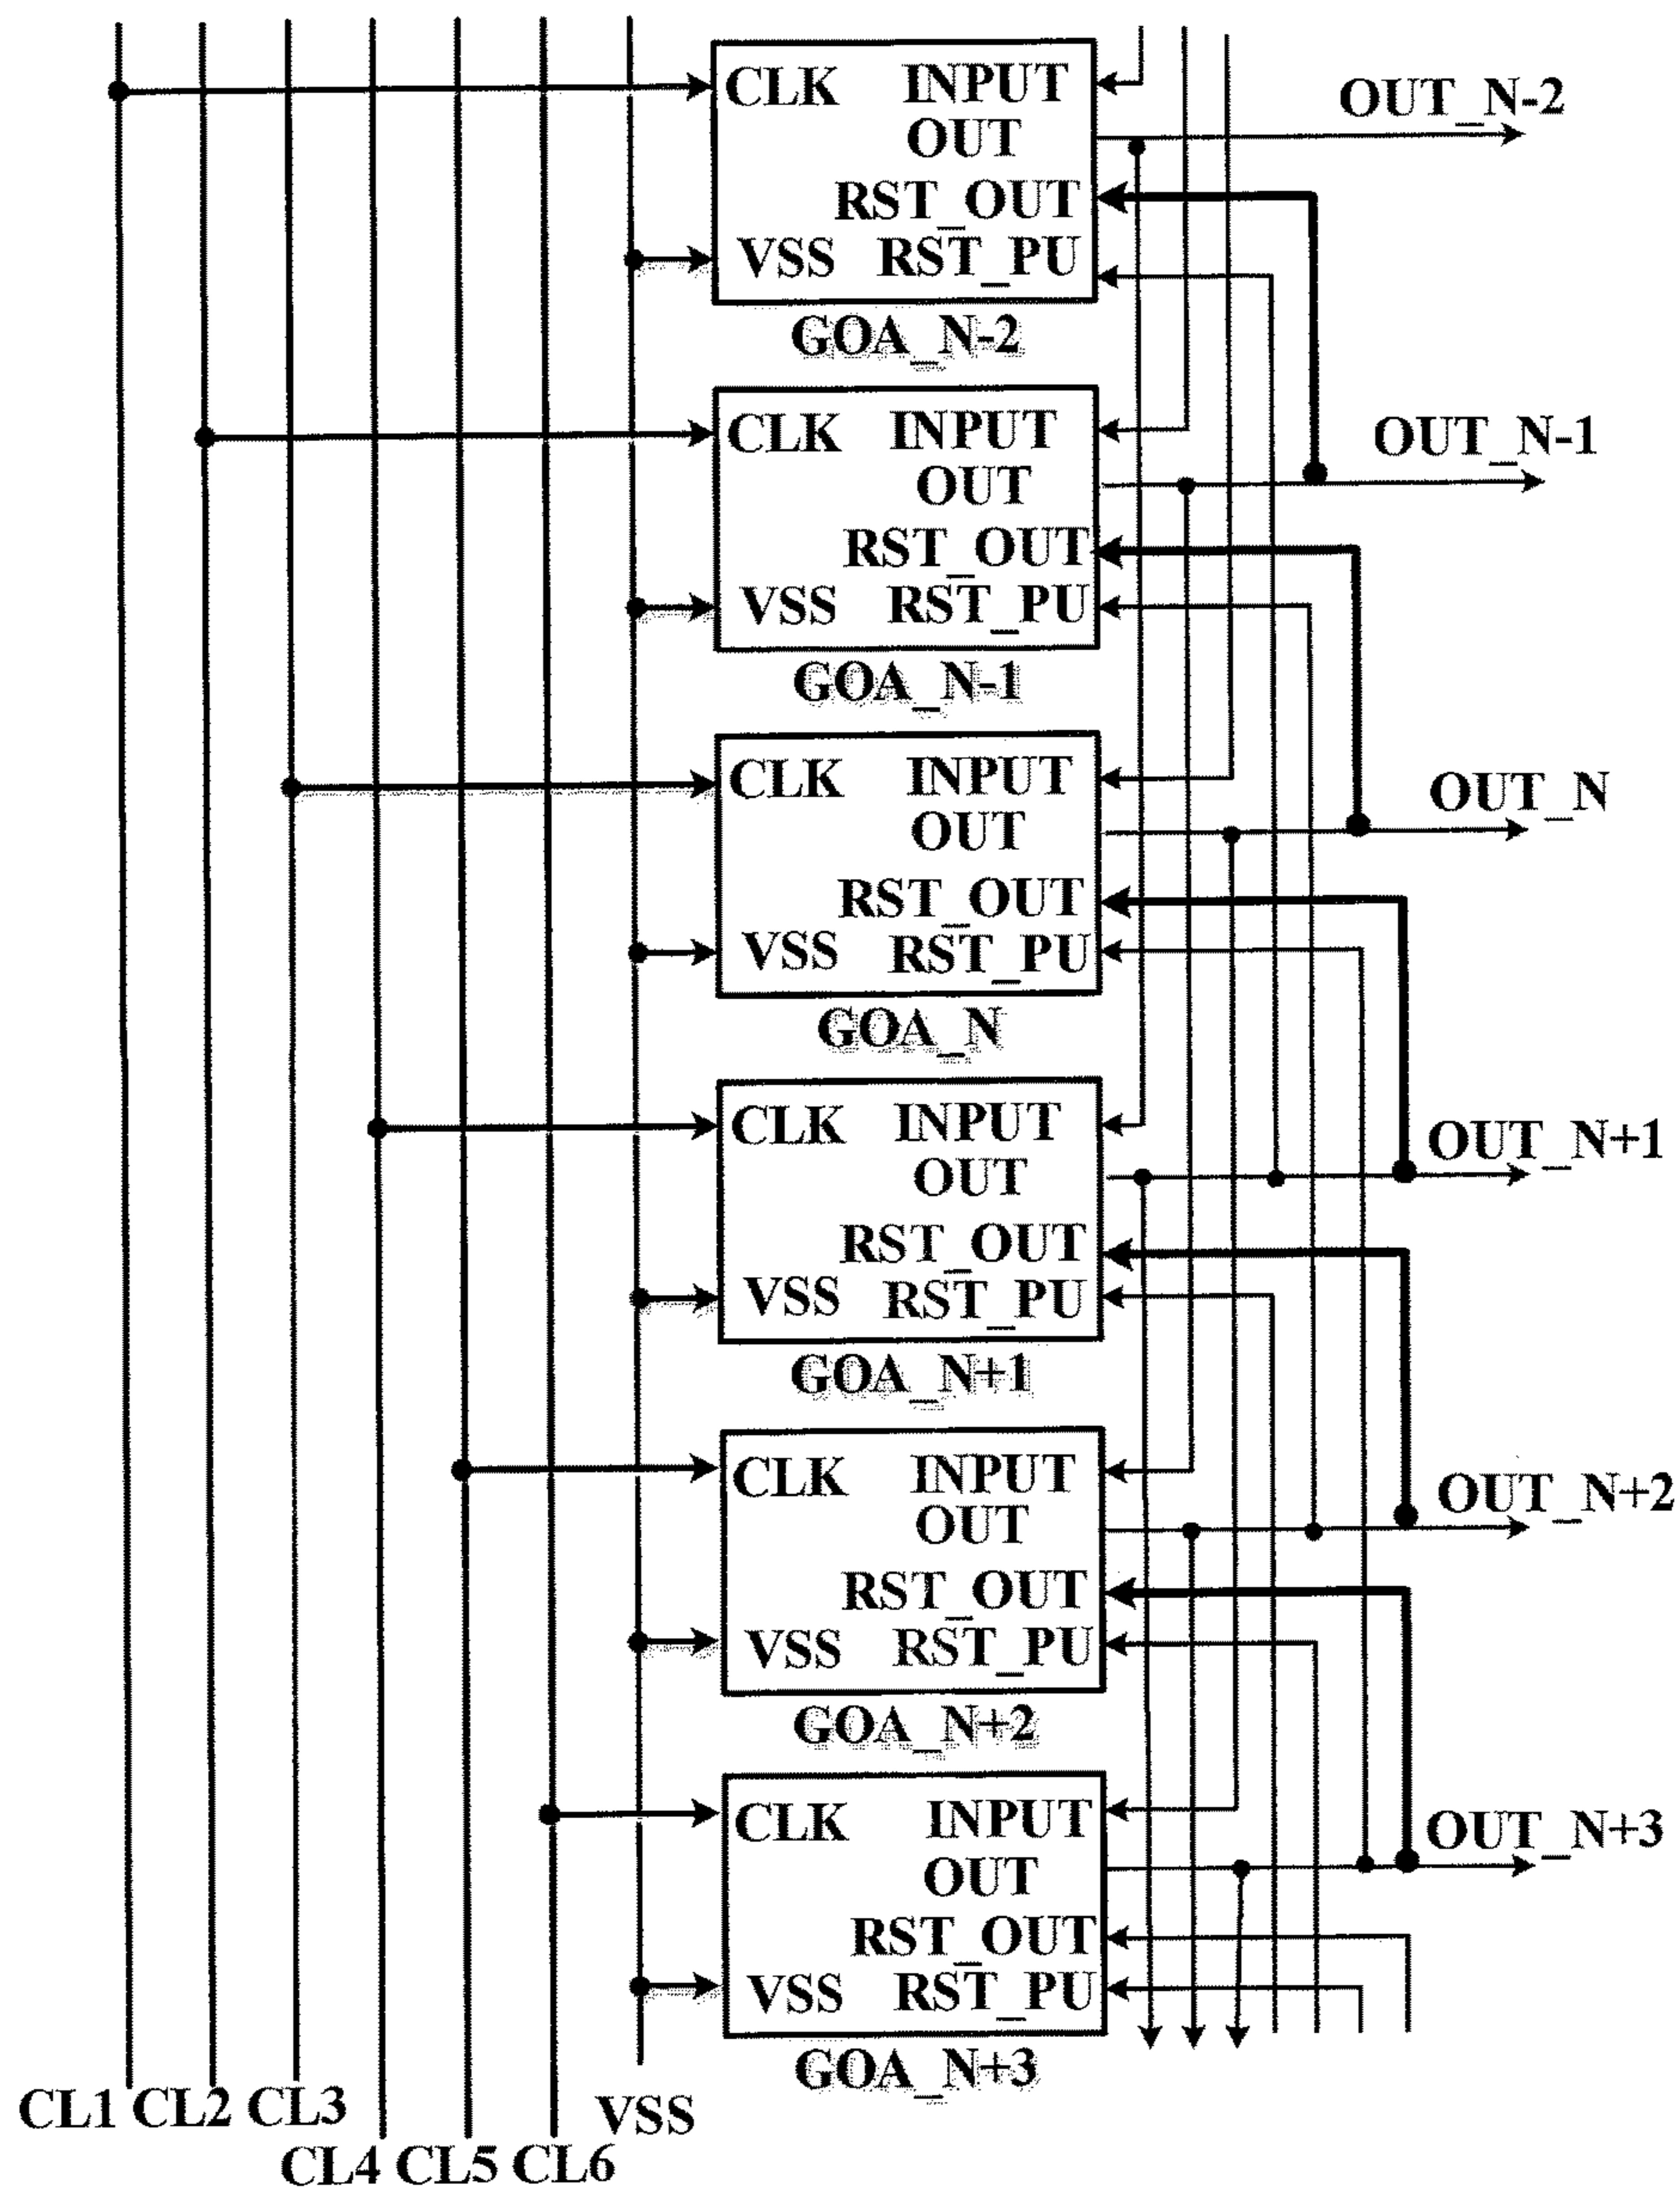 CLK INPUT
OUT
RST_OUT
VSS RST_PU
GOA_N-2
OUT_N-2
CLK INPUT
OUT
RST_OUT
VSS RST_PU
GOA_N-1
OUT_N-1
CLK INPUT
OUT
RST_OUT
VSS RST_PU
GOA_N
OUT_N
CLK INPUT
OUT
RST_OUT
VSS RST_PU
GOA_N+1
OUT_N+1
CLK INPUT
OUT
RST_OUT
VSS RST_PU
GOA_N+2
OUT_N+2
CLK INPUT
OUT
RST_OUT
VSS RST_PU
GOA_N+3
OUT_N+3
CL1 CL2 CL3 VSS
CL4 CL5 CL6